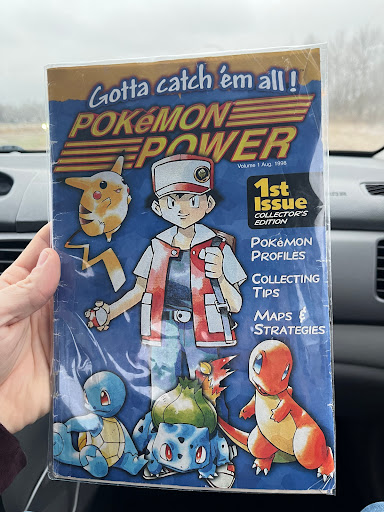 Gotta catch 'em all!
POKéMON
POWER
Volume 1 Aug. 1998
1st
Issue
COLLECTOR'S
EDITION
POKéMON
PROFILES
COLLECTING
TIPS
MAPS &
STRATEGIES